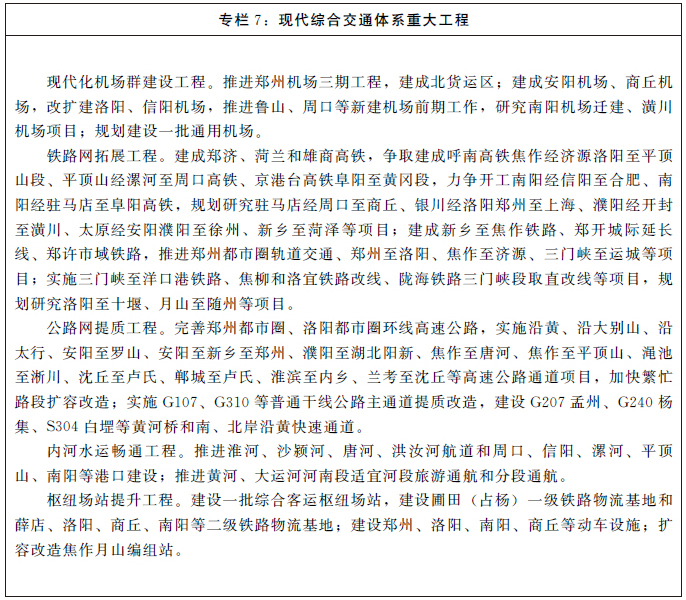 专栏 7：现代综合交通体系重大工程
现代化机场群建设工程。推进郑州机场三期工程，建成北货运区；建成安阳机场、商丘机
场，改扩建洛阳、信阳机场，推进鲁山、周口等新建机场前期工作，研究南阳机场迁建、潢川
机场项目；规划建设一批通用机场。
铁路网拓展工程。建成郑济、菏兰和雄商高铁，争取建成呼南高铁焦作经济源洛阳至平顶
山段、平顶山经漯河至周口高铁、京港台高铁阜阳至黄冈段，力争开工南阳经信阳至合肥、南
阳经驻马店至阜阳高铁，规划研究驻马店经周口至商丘、银川经洛阳郑州至上海、濮阳经开封
至潢川、太原经安阳濮阳至徐州、新乡至菏泽等项目；建成新乡至焦作铁路、郑开城际延长
线、郑许市域铁路，推进郑州都市圈轨道交通、郑州至洛阳、焦作至济源、三门峡至运城等项
目；实施三门峡至洋口港铁路、焦柳和洛宜铁路改线、陇海铁路三门峡段取直改线等项目，规
划研究洛阳至十堰、月山至随州等项目。
公路网提质工程。完善郑州都市圈、洛阳都市圈环线高速公路，实施沿黄、沿大别山、沿
太行、安阳至罗山、安阳至新乡至郑州、濮阳至湖北阳新、焦作至唐河、焦作至平顶山、渑池
至淅川、沈丘至卢氏、郸城至卢氏、淮滨至内乡、兰考至沈丘等高速公路通道项目，加快繁忙
路段扩容改造；实施 G107、G310 等普通干线公路主通道提质改造，建设 G207 孟州、G240 杨
集、S304 白堽等黄河桥和南、北岸沿黄快速通道。
内河水运畅通工程。推进淮河、沙颍河、唐河、洪汝河航道和周口、信阳、漯河、平顶
山、南阳等港口建设；推进黄河、大运河河南段适宜河段旅游通航和分段通航。
枢纽场站提升工程。建设一批综合客运枢纽场站，建设圃田（占杨）一级铁路物流基地和
薛店、洛阳、商丘、南阳等二级铁路物流基地；建设郑州、洛阳、南阳、商丘等动车设施；扩
容改造焦作月山编组站。